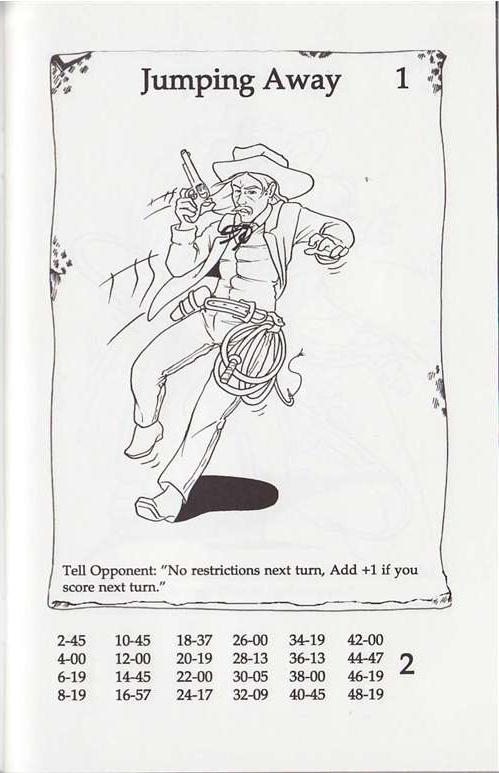 Jumping Away 1
Tell Opponent: "No restrictions next turn, Add +1 if you
score next turn."
2-45 10-45 18-37 26-00 34-19 42-00
4-00 12-00 20-19 28-13 36-13 44-47
6-19 14-45 22-00 30-05 38-00 46-19
8-19 16-57 24-17 32-09 40-45 48-19
2